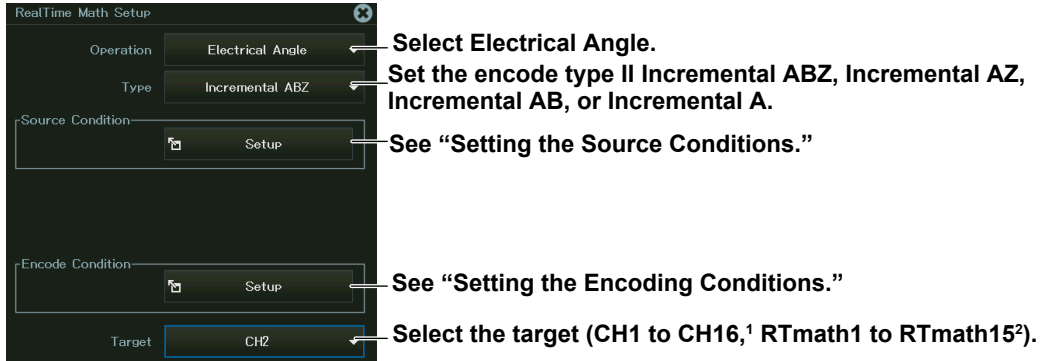 RealTime Math Setup
Operation
Electrical Angle
Select Electrical Angle.
Type
Incremental ABZ
Set the encode type II Incremental ABZ, Incremental AZ,
Incremental AB, or Incremental A.
Source Condition
Setup
See “Setting the Source Conditions.”
Encode Condition
Setup
See “Setting the Encoding Conditions.”
Target
CH2
Select the target (CH1 to CH16,¹ RTmath1 to RTmath15²).